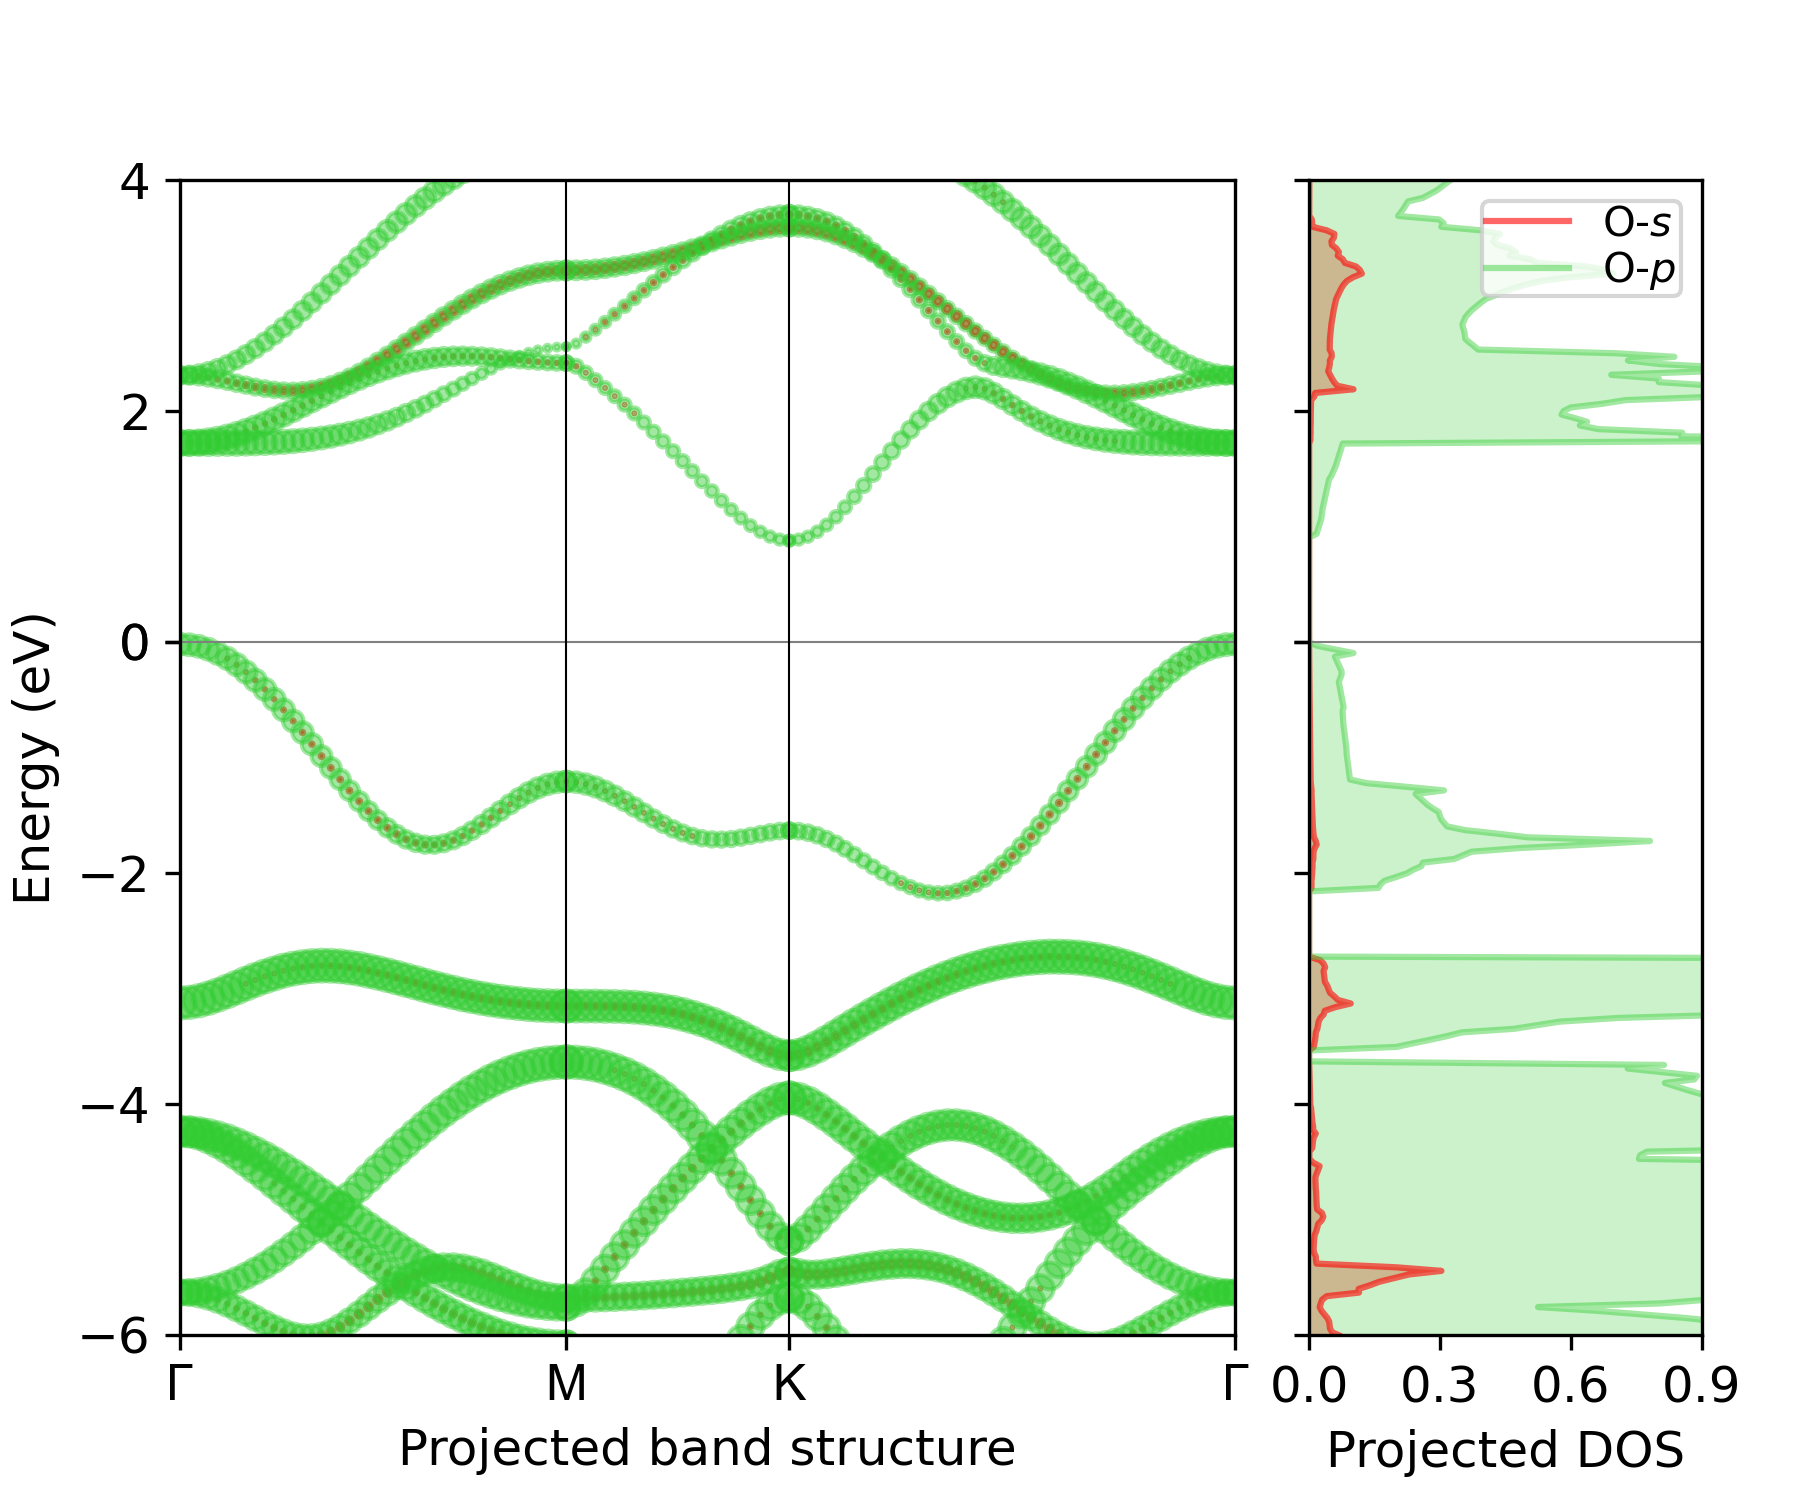 4
2
0
−2
−4
−6
Energy (eV)
Γ M K Γ
Projected band structure
O-s
O-p
0.0 0.3 0.6 0.9
Projected DOS